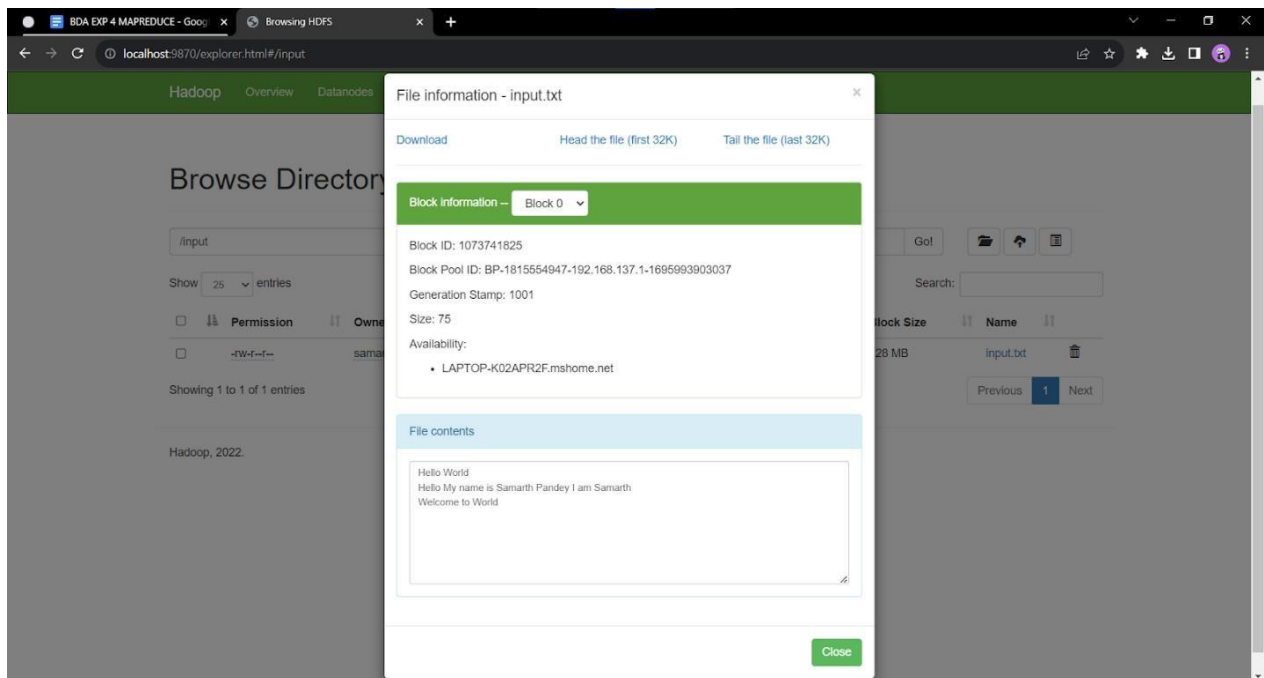 BDA EXP 4 MAPREDUCE - Goog
Browsing HDFS
localhost:9870/explorer.html#/input
Hadoop Overview Datanodes
File information - input.txt
Download Head the file (first 32K) Tail the file (last 32K)
Browse Directory
Block information -- Block 0
/input
Go!
Block ID: 1073741825
Block Pool ID: BP-1815554947-192.168.137.1-1695993903037
Show 25 entries
Search:
Generation Stamp: 1001
Size: 75
Permission Owne
lock Size Name
Availability:
-rw-r--r-- samar
28 MB input.txt
LAPTOP-K02APR2F.mshome.net
Showing 1 to 1 of 1 entries
Previous 1 Next
File contents
Hadoop, 2022.
Hello World
Hello My name is Samarth Pandey I am Samarth
Welcome to World
Close